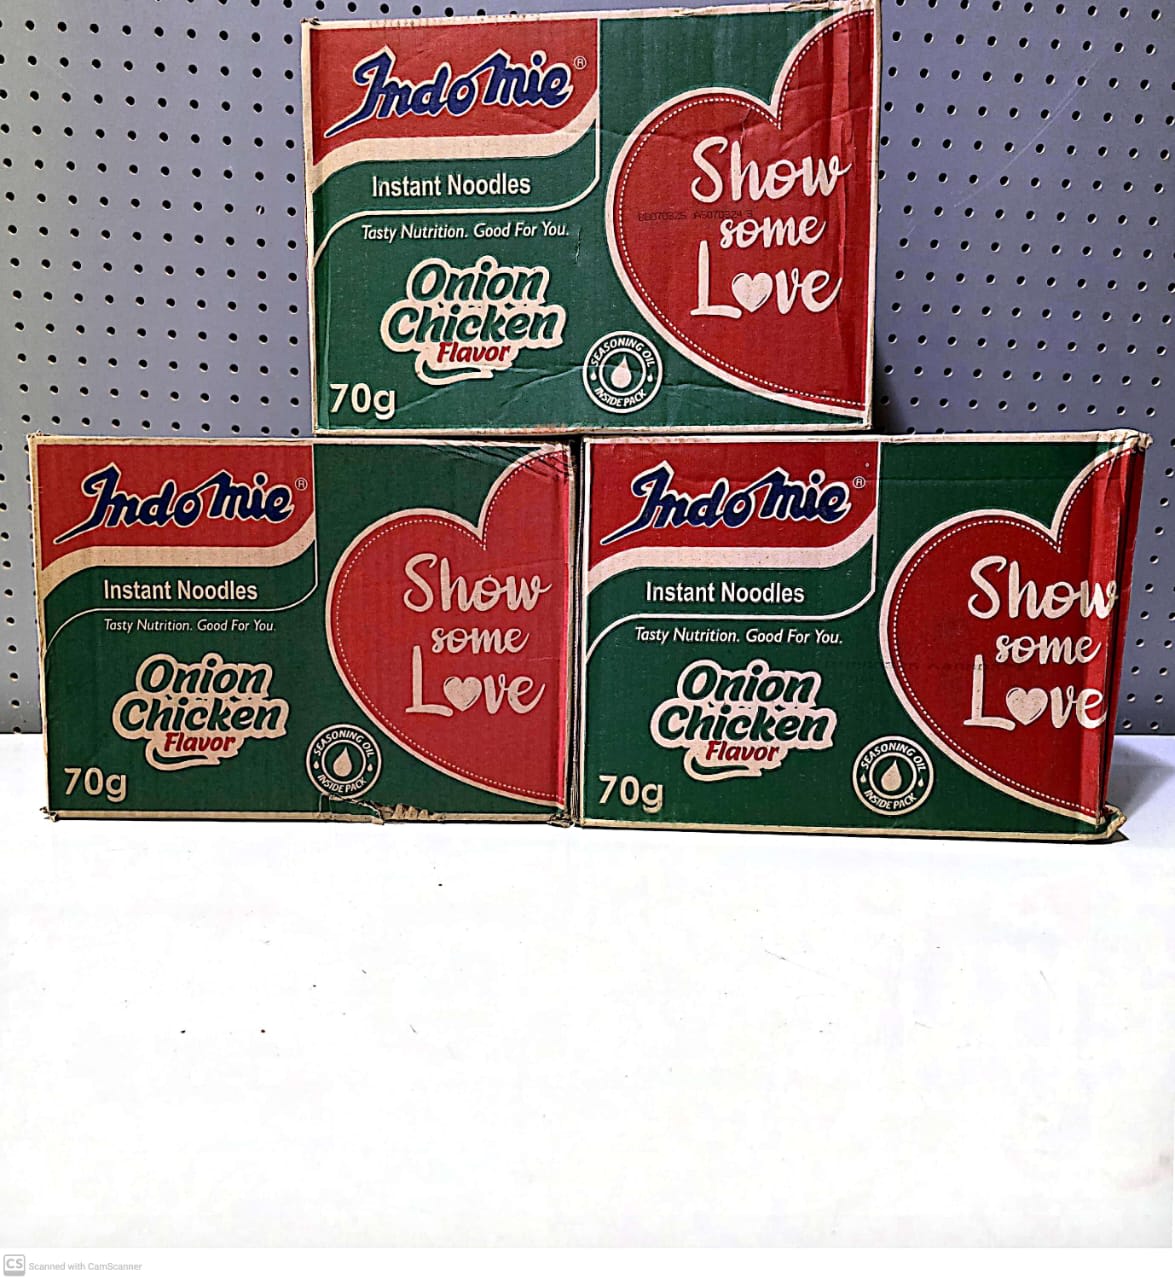 Indomie®
Instant Noodles
Tasty Nutrition. Good For You.
Onion
Chicken
Flavor
70g
SEASONING OIL
INSIDE PACK
Show
some
Love
Indomie®
Instant Noodles
Tasty Nutrition. Good For You.
Onion
Chicken
Flavor
70g
SEASONING OIL
INSIDE PACK
Show
some
Love
Indomie®
Instant Noodles
Tasty Nutrition. Good For You.
Onion
Chicken
Flavor
70g
SEASONING OIL
INSIDE PACK
Show
some
Love
CS Scanned with CamScanner